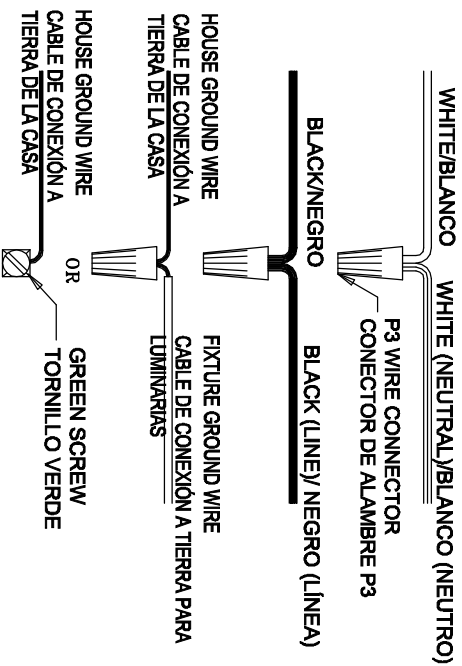 WHITE/BLANCO
WHITE (NEUTRAL)/BLANCO (NEUTRO)
P3 WIRE CONNECTOR
CONECTOR DE ALAMBRE P3
BLACK/NEGRO
BLACK (LINE)/ NEGRO (LÍNEA)
HOUSE GROUND WIRE
CABLE DE CONEXIÓN A
TIERRA DE LA CASA
FIXTURE GROUND WIRE
CABLE DE CONEXIÓN A TIERRA PARA
LUMINARIAS
OR
HOUSE GROUND WIRE
CABLE DE CONEXIÓN A
TIERRA DE LA CASA
GREEN SCREW
TORNILLO VERDE